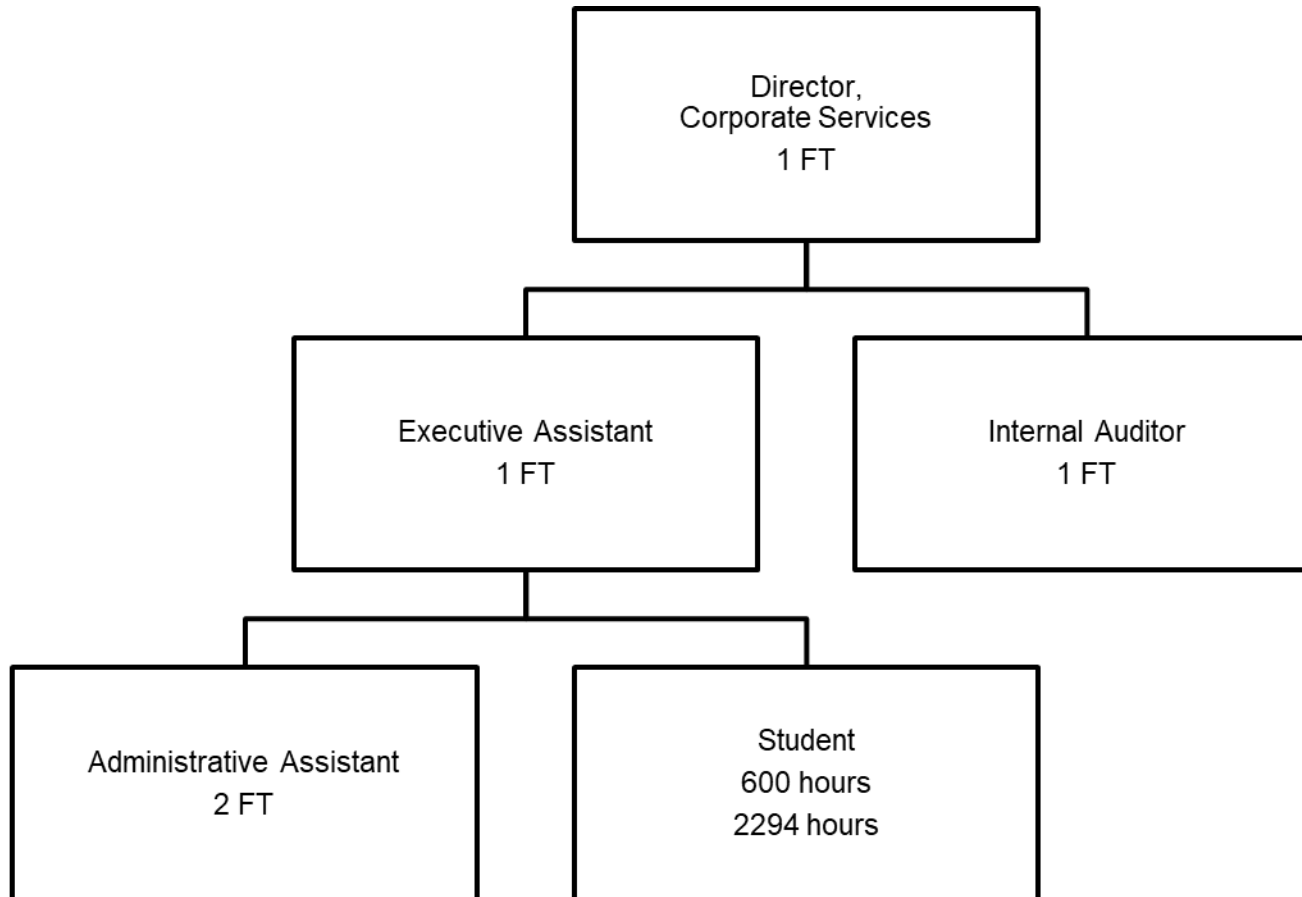 Director,
Corporate Services
1 FT
Executive Assistant
1 FT
Internal Auditor
1 FT
Administrative Assistant
2 FT
Student
600 hours
2294 hours